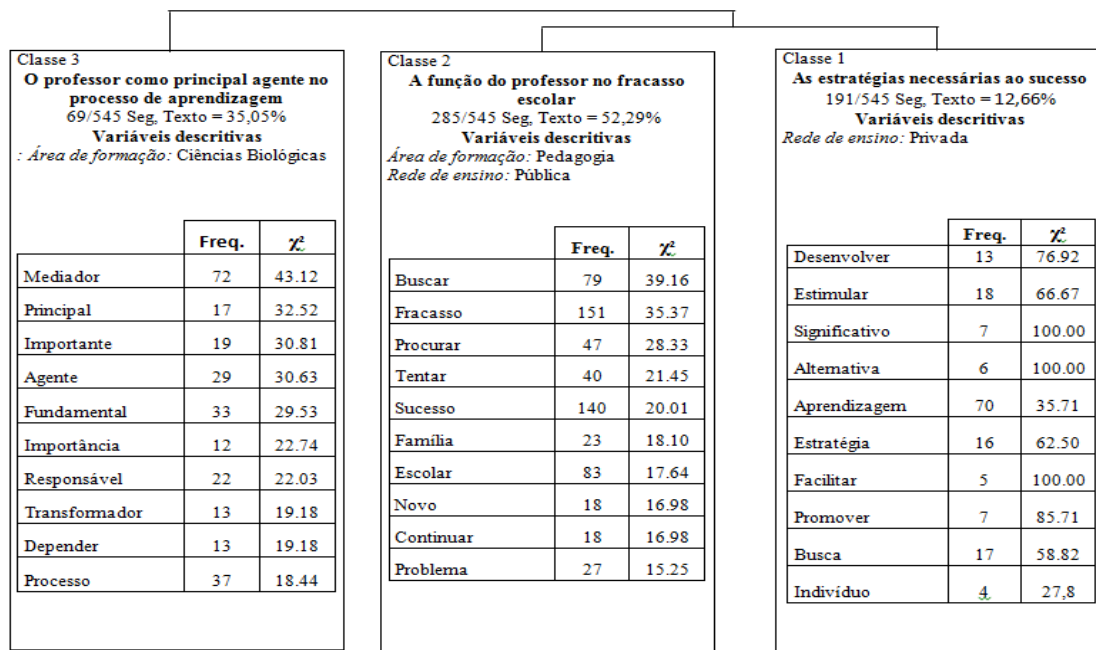 Classe 3
O professor como principal agente no
processo de aprendizagem
69/545 Seg, Texto = 35,05%
Variáveis descritivas
: Área de formação: Ciências Biológicas
Freq. χ²
Mediador 72 43.12
Principal 17 32.52
Importante 19 30.81
Agente 29 30.63
Fundamental 33 29.53
Importância 12 22.74
Responsável 22 22.03
Transformador 13 19.18
Depender 13 19.18
Processo 37 18.44
Classe 2
A função do professor no fracasso
escolar
285/545 Seg, Texto = 52,29%
Variáveis descritivas
Área de formação: Pedagogia
Rede de ensino: Pública
Freq. χ²
Buscar 79 39.16
Fracasso 151 35.37
Procurar 47 28.33
Tentar 40 21.45
Sucesso 140 20.01
Família 23 18.10
Escolar 83 17.64
Novo 18 16.98
Continuar 18 16.98
Problema 27 15.25
Classe 1
As estratégias necessárias ao sucesso
191/545 Seg, Texto = 12,66%
Variáveis descritivas
Rede de ensino: Privada
Freq. χ²
Desenvolver 13 76.92
Estimular 18 66.67
Significativo 7 100.00
Alternativa 6 100.00
Aprendizagem 70 35.71
Estratégia 16 62.50
Facilitar 5 100.00
Promover 7 85.71
Busca 17 58.82
Indivíduo 4 27,8